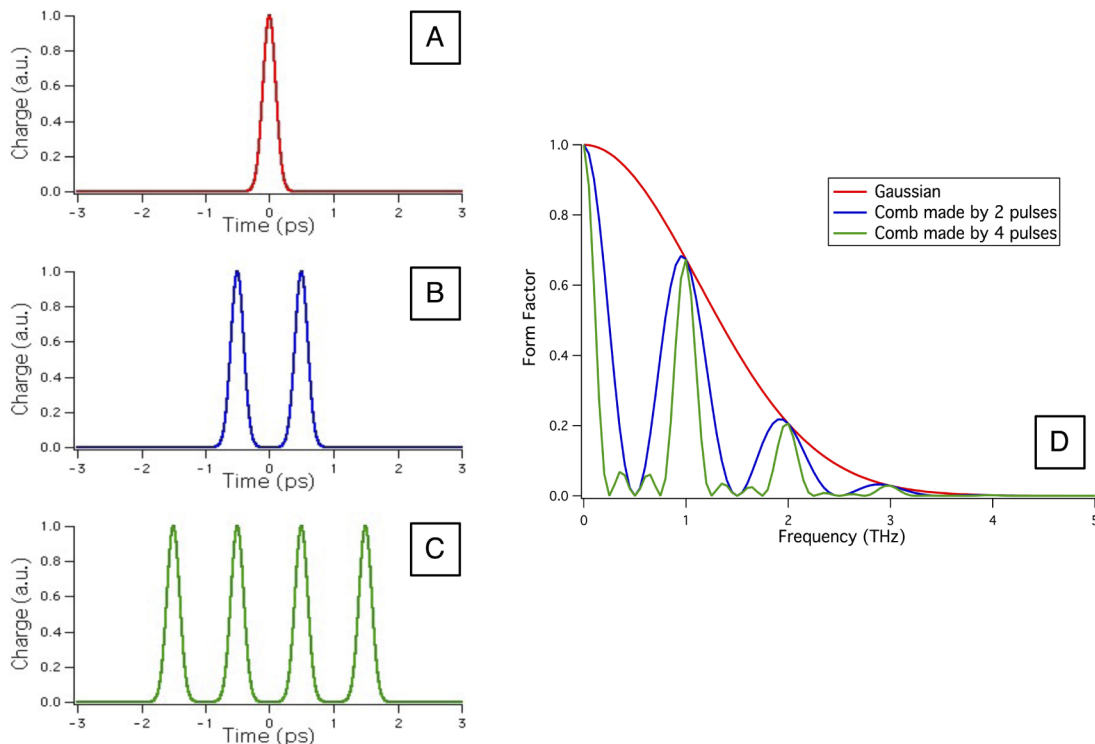 A
1.0
0.8
0.6
0.4
0.2
0.0
Charge (a.u.)
-3 -2 -1 0 1 2 3
Time (ps)
B
1.0
0.8
0.6
0.4
0.2
0.0
Charge (a.u.)
-3 -2 -1 0 1 2 3
Time (ps)
C
1.0
0.8
0.6
0.4
0.2
0.0
Charge (a.u.)
-3 -2 -1 0 1 2 3
Time (ps)
1.0
0.8
0.6
0.4
0.2
0.0
Form Factor
Gaussian
Comb made by 2 pulses
Comb made by 4 pulses
D
0 1 2 3 4 5
Frequency (THz)